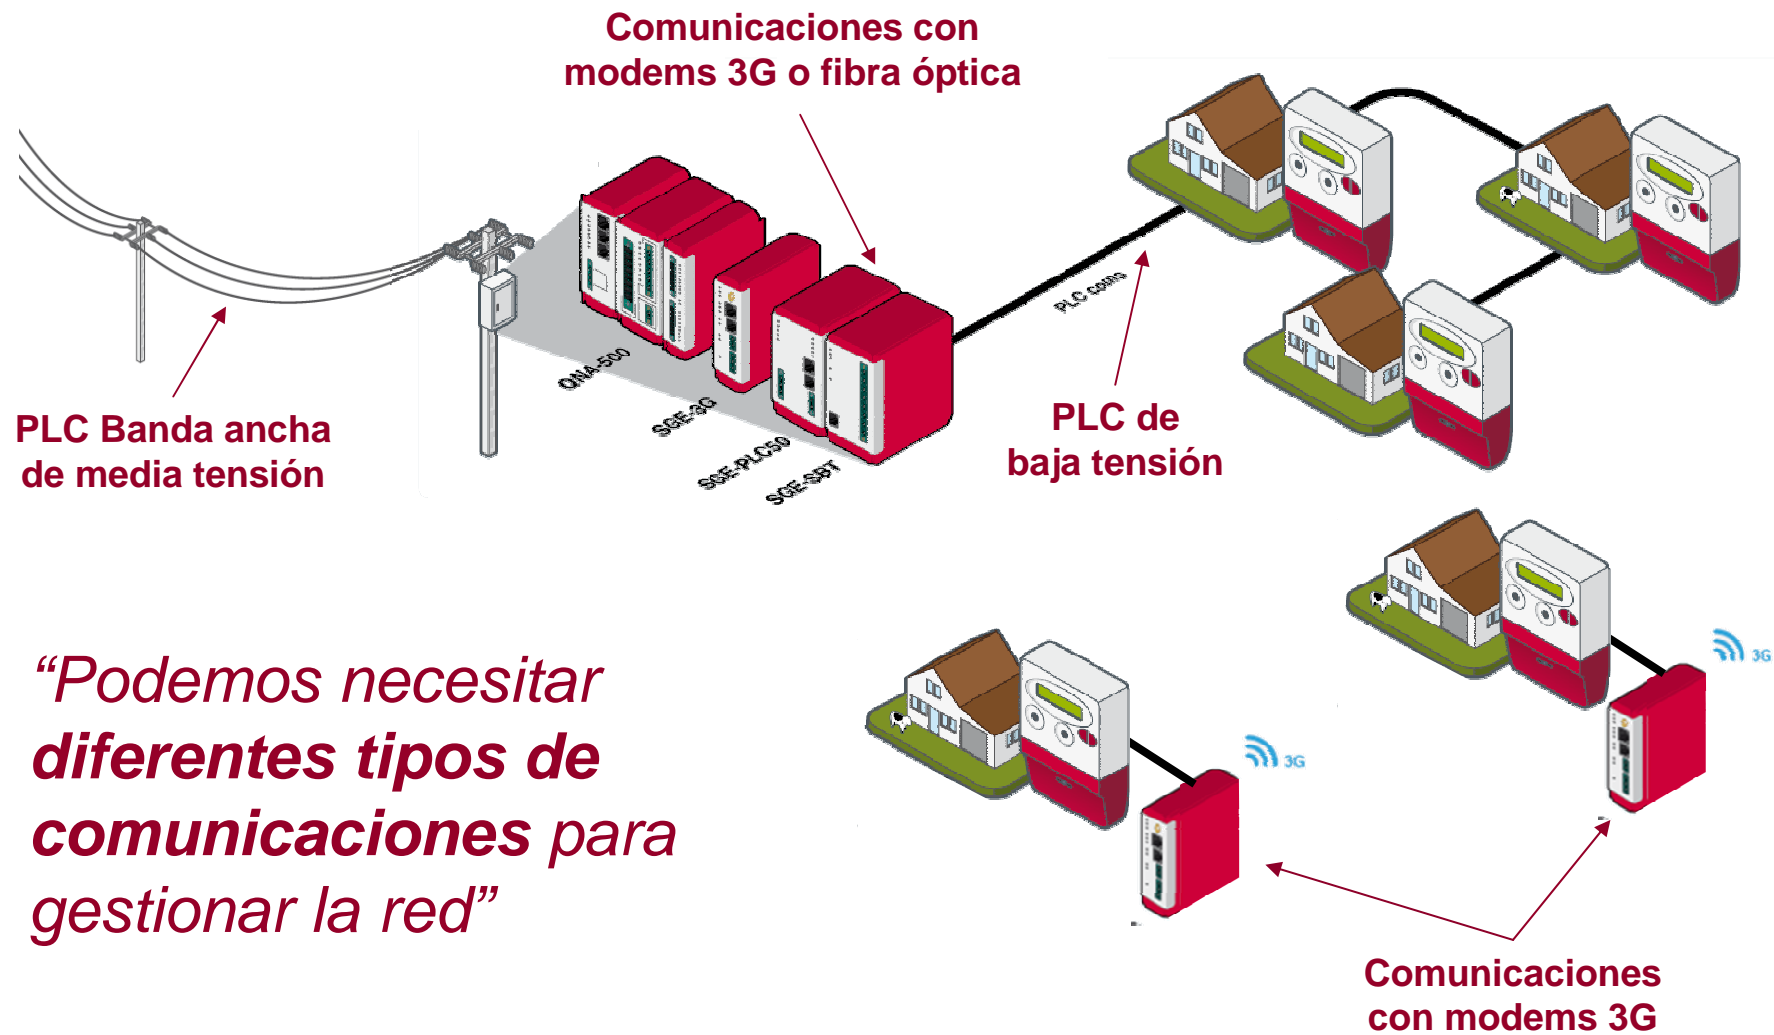 Comunicaciones con
modems 3G o fibra óptica
PLC Banda ancha
de media tensión
QNA-500
SGE-3G
SGE-PLC50
SGE-SBT
PLC coms
PLC de
baja tensión
3G
3G
“Podemos necesitar
diferentes tipos de
comunicaciones para
gestionar la red”
Comunicaciones
con modems 3G